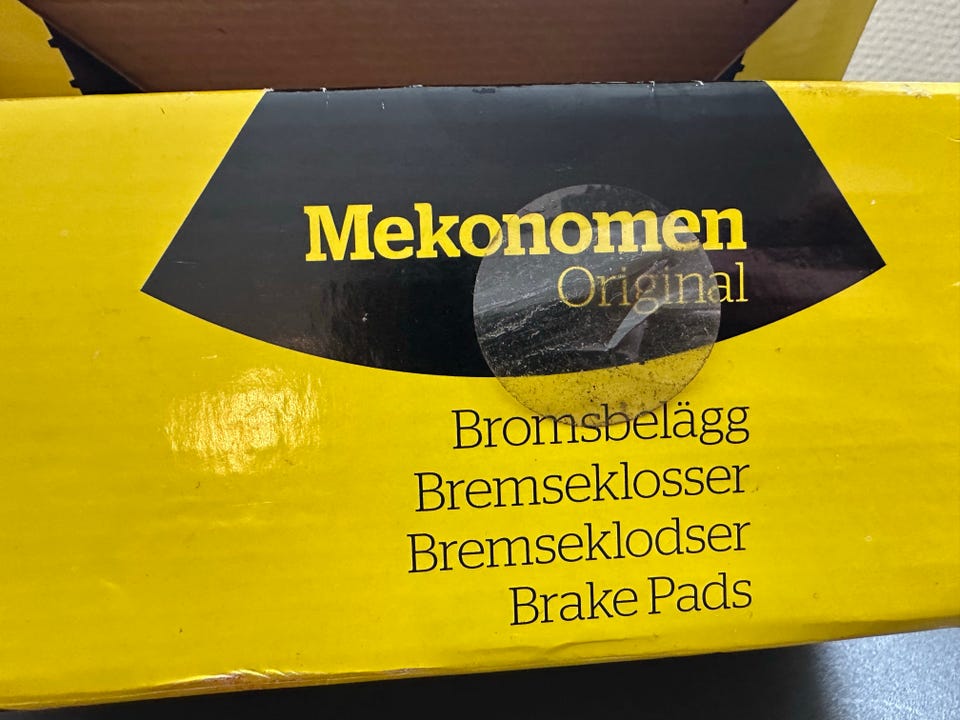 Mekonomen
Original
Bromsbelägg
Bremseklosser
Bremseklodser
Brake Pads